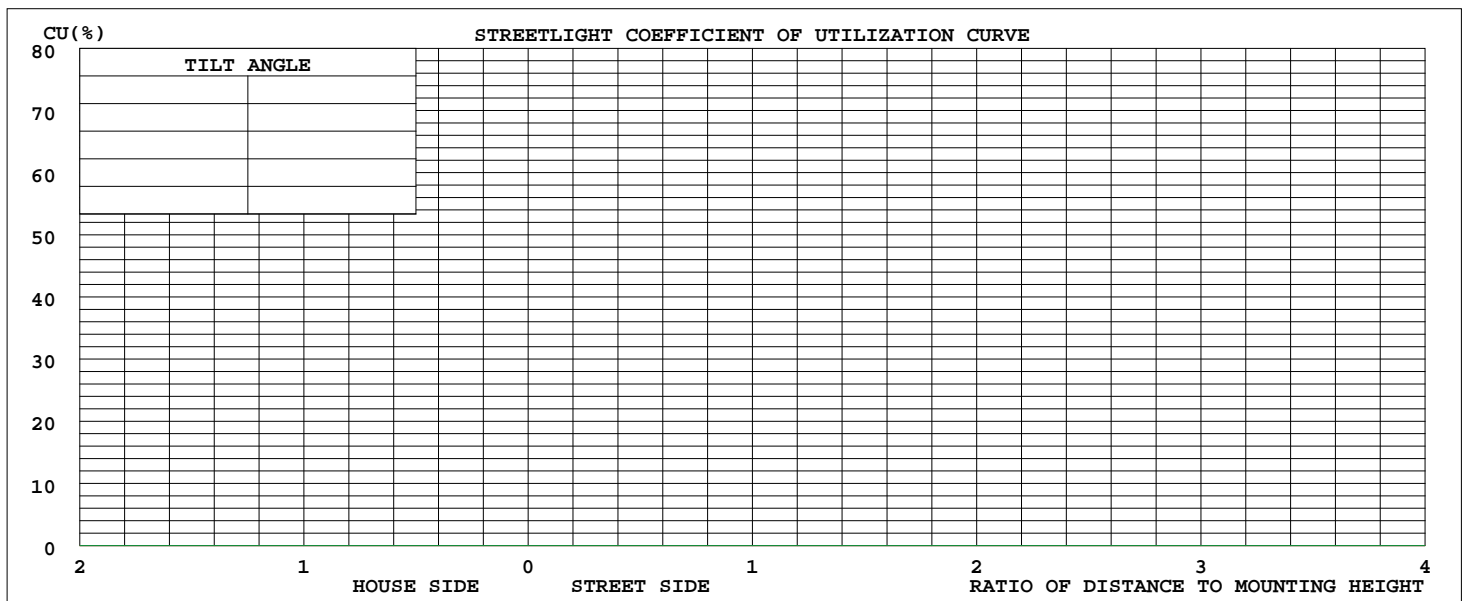 CU(%)
STREETLIGHT COEFFICIENT OF UTILIZATION CURVE
80
TILT ANGLE
70
60
50
40
30
20
10
0
2 1 0 1 2 3 4
HOUSE SIDE STREET SIDE RATIO OF DISTANCE TO MOUNTING HEIGHT